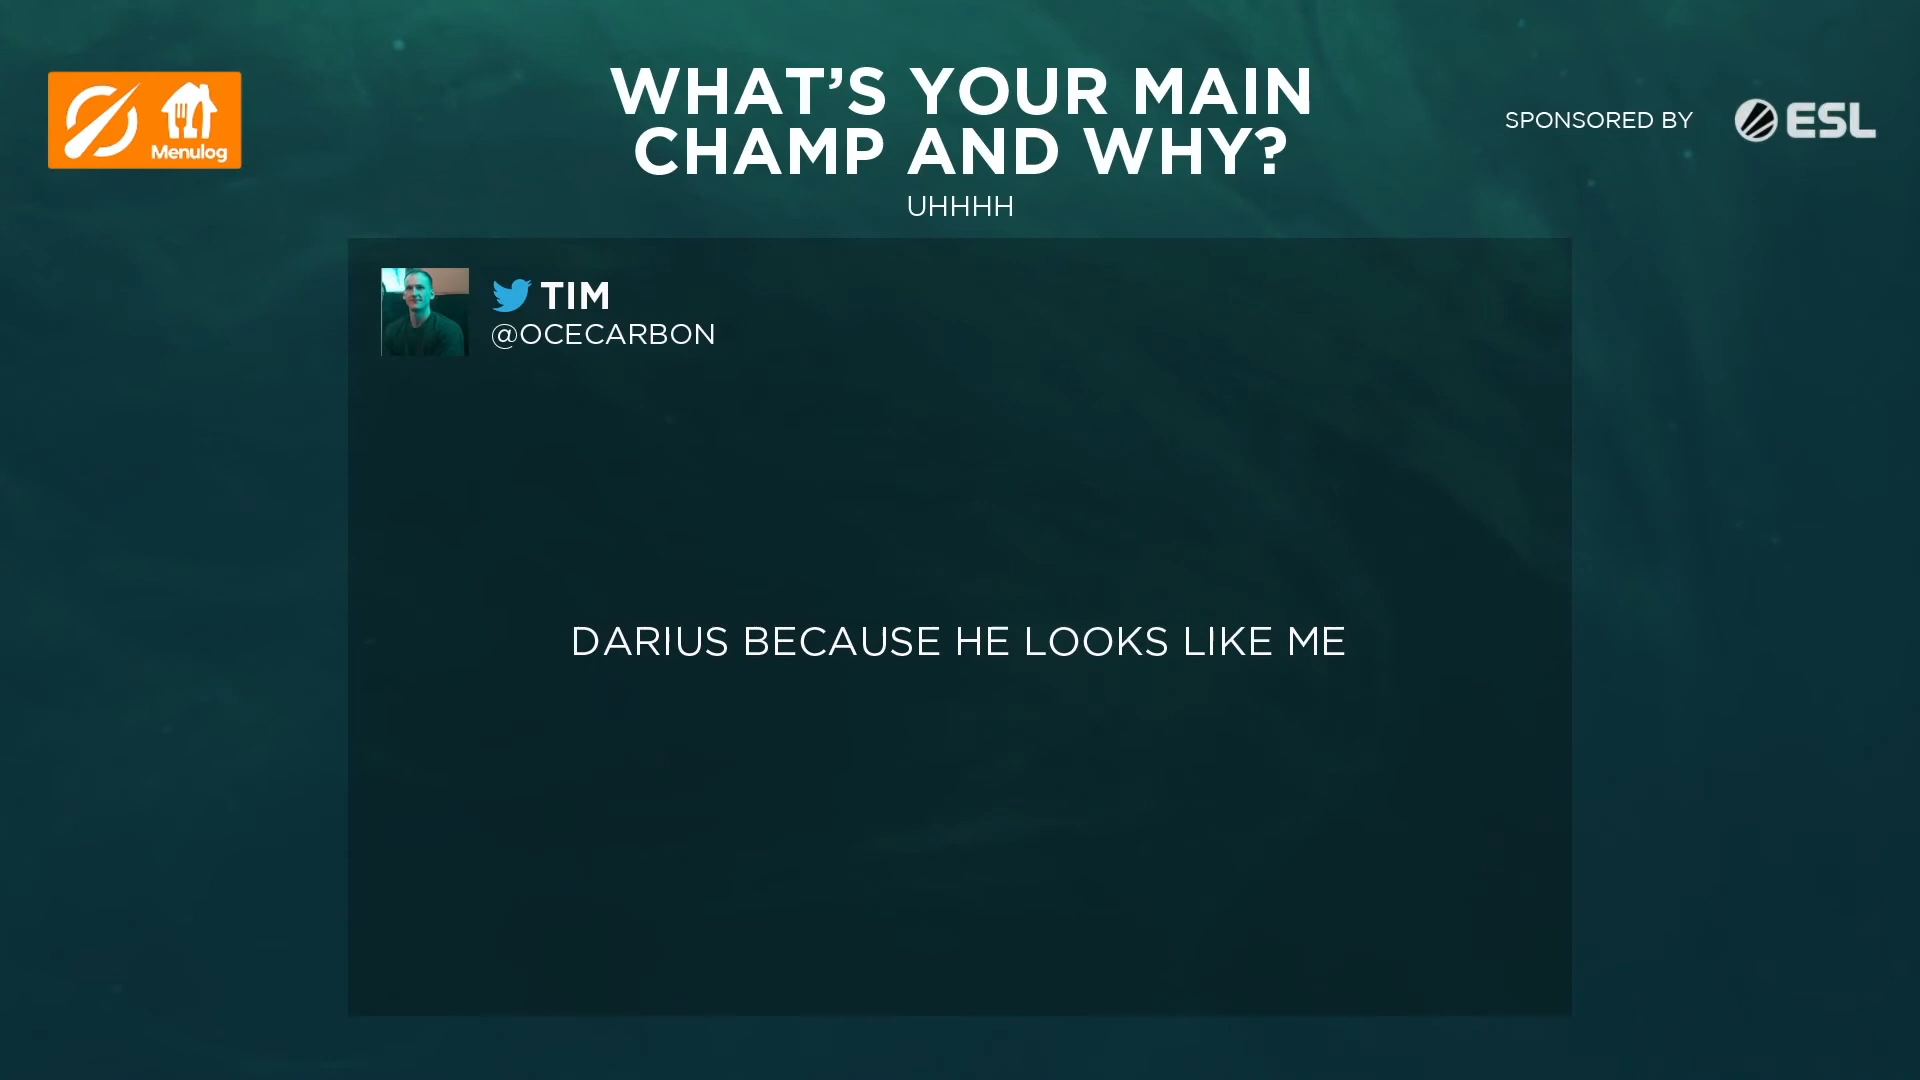 WHAT’S YOUR MAIN
CHAMP AND WHY?
UHHHH
Menulog
SPONSORED BY
ESL
TIM
@OCECARBON
DARIUS BECAUSE HE LOOKS LIKE ME